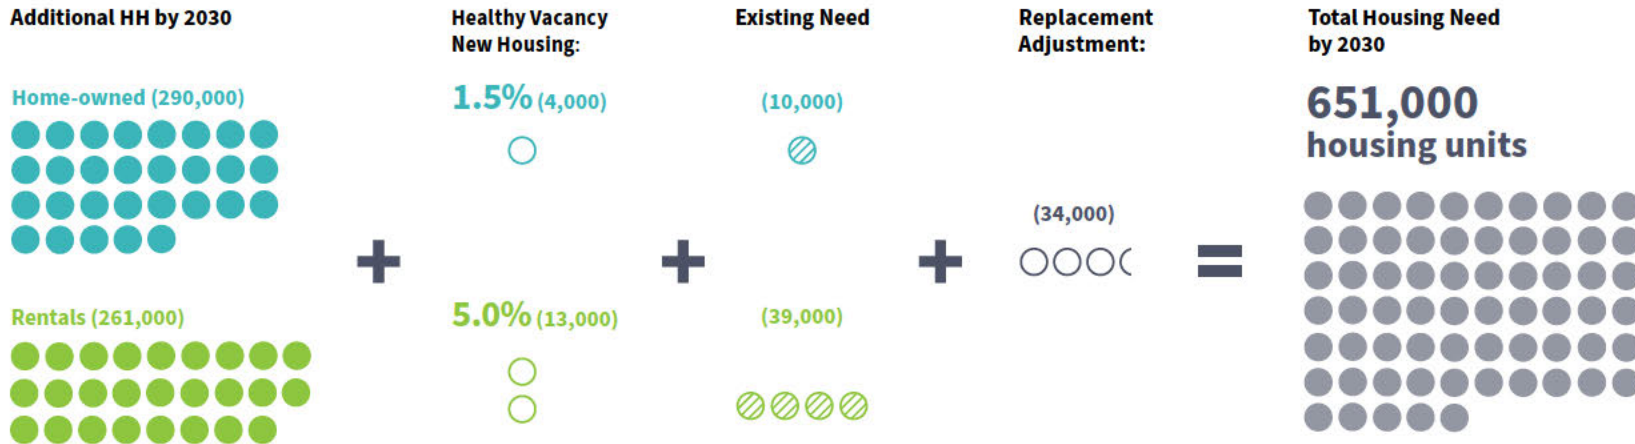 Additional HH by 2030
Home-owned (290,000)
Rentals (261,000)
+
Healthy Vacancy
New Housing:
1.5% (4,000)
5.0% (13,000)
+
Existing Need
(10,000)
(39,000)
+
Replacement
Adjustment:
(34,000)
=
Total Housing Need
by 2030
651,000
housing units